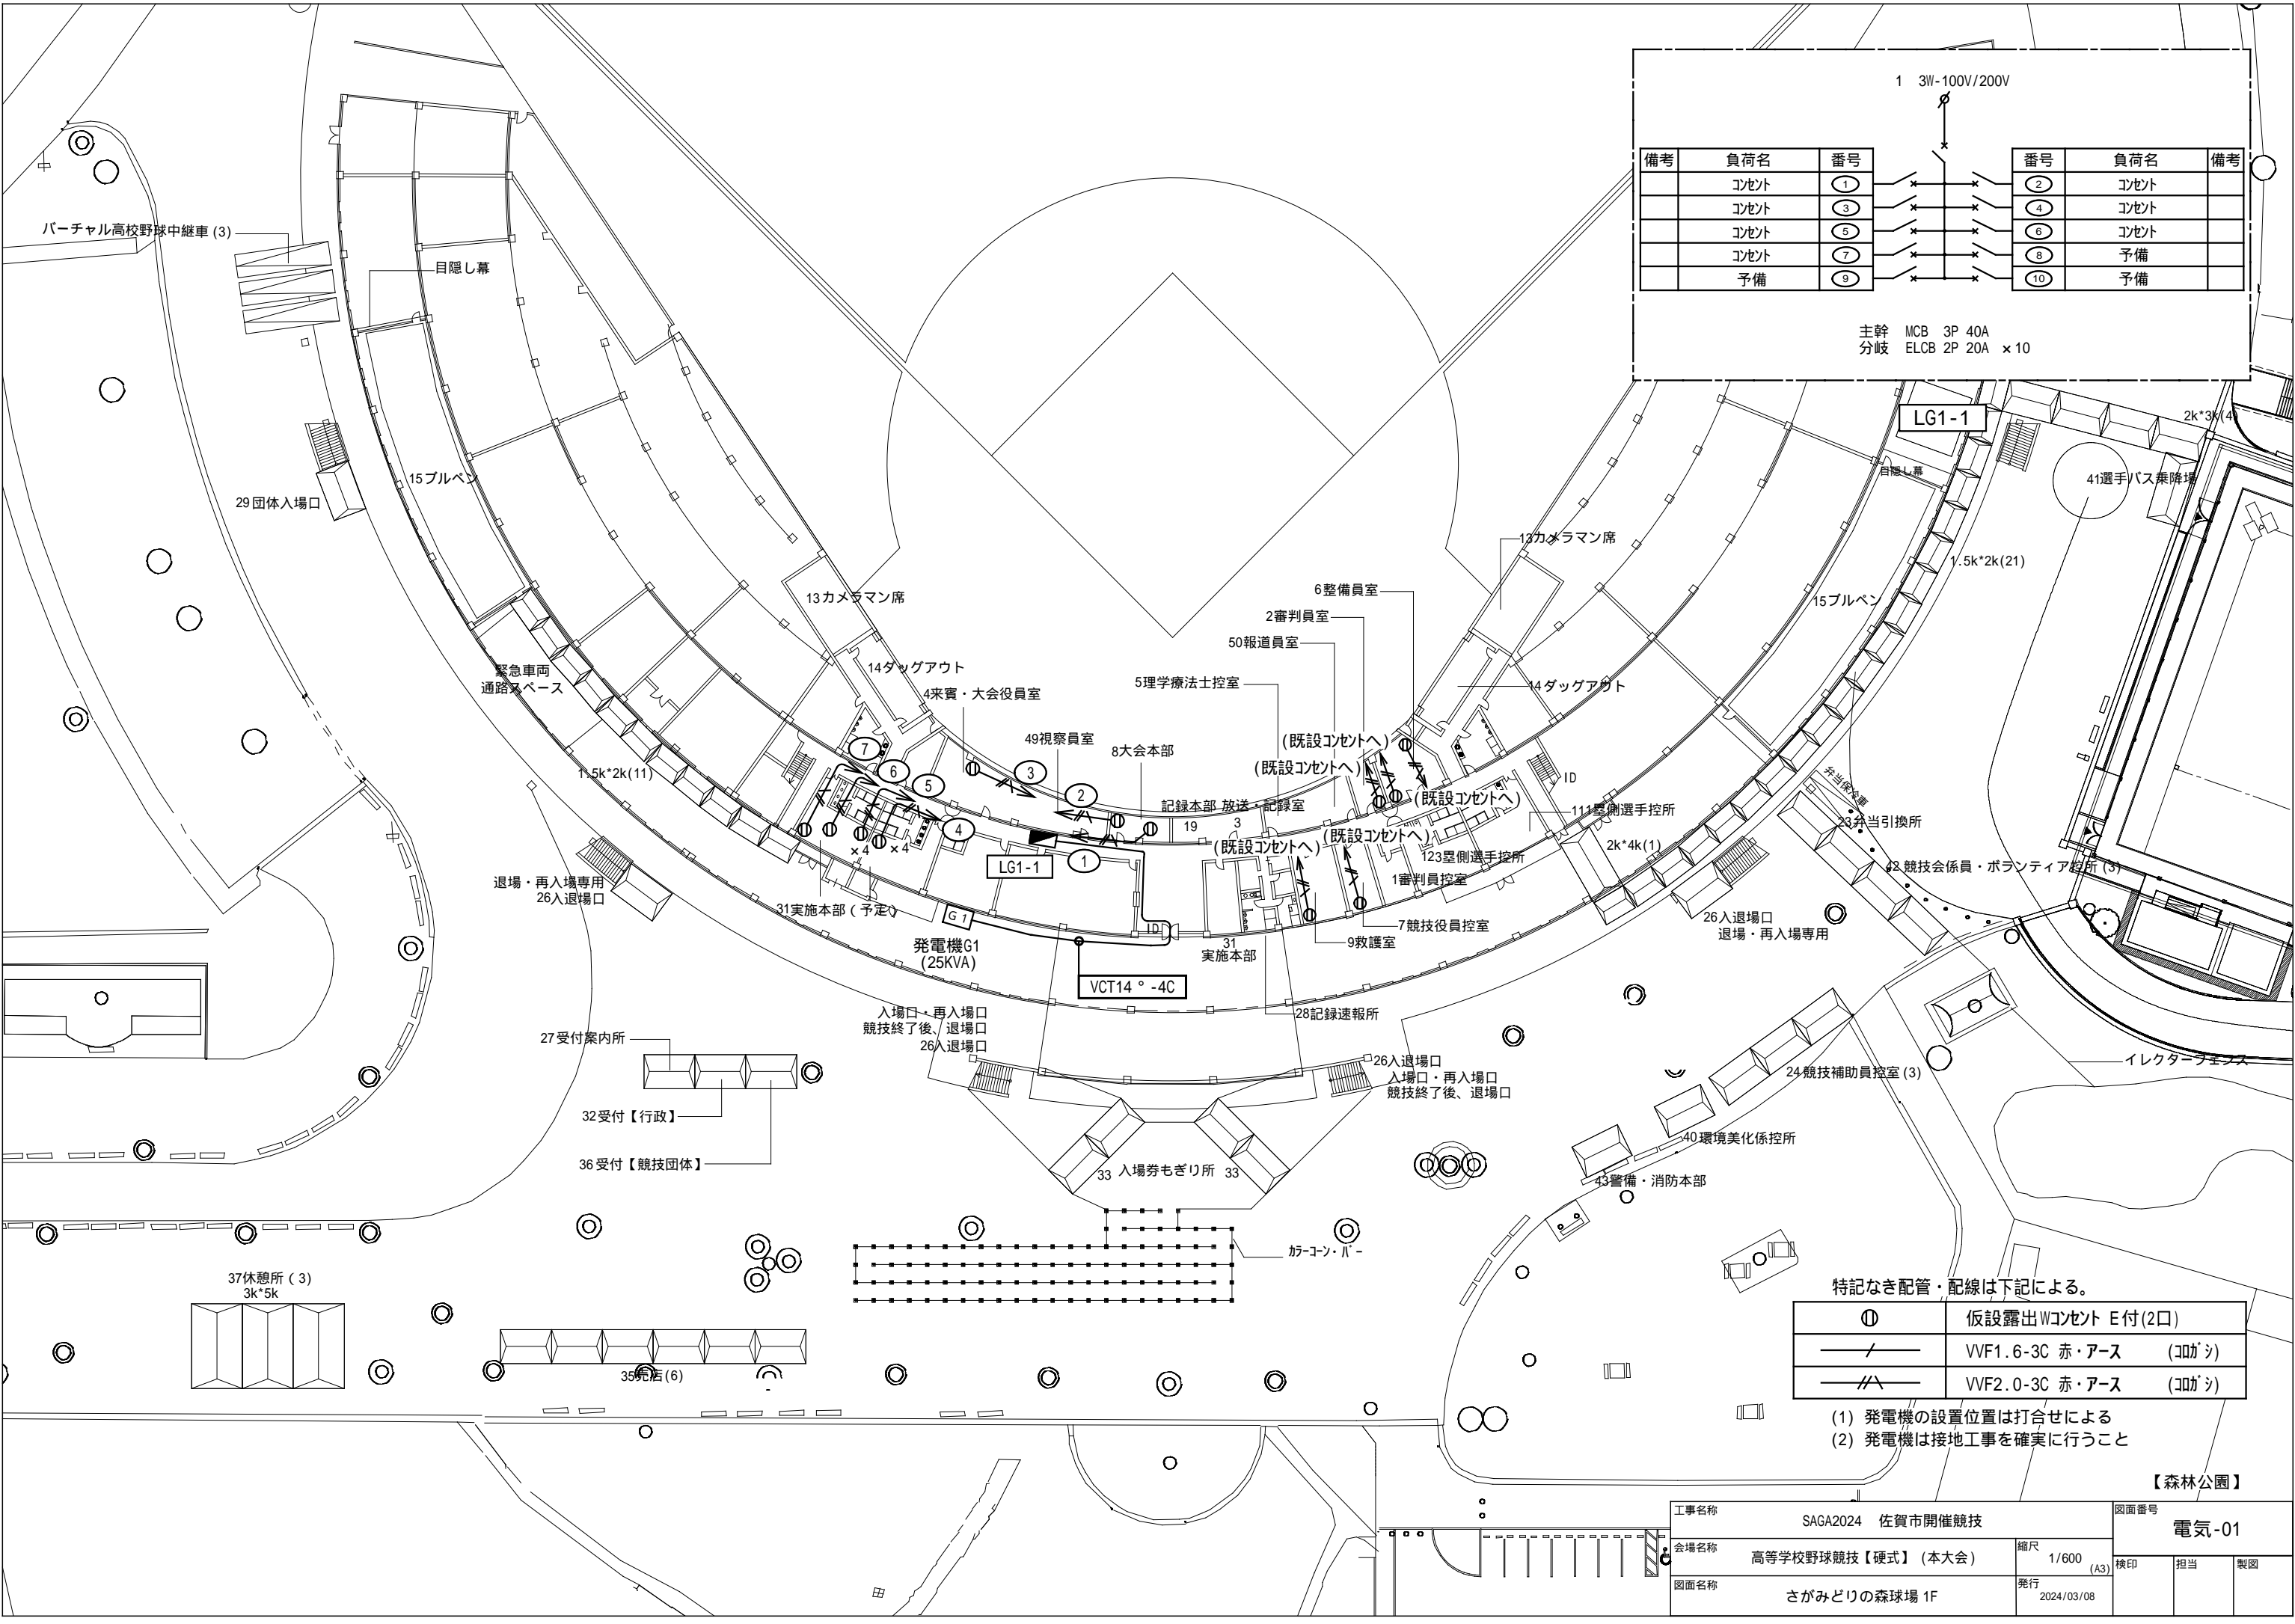 1 3W-100V/200V
備考 負荷名 番号 番号 負荷名 備考
コンセント 1 2 コンセント
コンセント 3 4 コンセント
コンセント 5 6 コンセント
コンセント 7 8 予備
予備 9 10 予備
主幹 MCB 3P 40A
分岐 ELCB 2P 20A ×10
LG1-1
2k*3k(4)
バーチャル高校野球中継車(3)
目隠し幕
目隠し幕
15ブルペン
29団体入場口
41選手バス乗降場
13カメラマン席
1.5k*2k(21)
6整備員室
13カメラマン席
2審判員室
15ブルペン
50報道員室
緊急車両
通路スペース
14ダッグアウト
5理学療法士控室
14ダッグアウト
4来賓・大会役員室
49視察員室
8大会本部
(既設コンセントへ)
(既設コンセントへ)
7
6
5
3
2
4
1
1.5k*2k(11)
記録本部 放送・記録室
19
3
(既設コンセントへ)
(既設コンセントへ)
(既設コンセントへ)
ID
111塁側選手控所
弁当保冷車
23弁当引換所
×4
×4
LG1-1
123塁側選手控所
2k*4k(1)
1審判員控室
42競技会係員・ボランティア控所(3)
退場・再入場専用
26入退場口
31実施本部(予定)
G1
ID
7競技役員控室
26入退場口
退場・再入場専用
発電機G1
(25KVA)
31
実施本部
9救護室
VCT14°-4C
28記録速報所
入場口・再入場口
競技終了後、退場口
26入退場口
27受付案内所
26入退場口
入場口・再入場口
競技終了後、退場口
イレクターフェンス
24競技補助員控室(3)
32受付【行政】
40環境美化係控所
36受付【競技団体】
33 入場券もぎり所 33
43警備・消防本部
カラーコーン・バー
37休憩所(3)
3k*5k
35売店(6)
特記なき配管・配線は下記による。
仮設露出Wコンセント E付(2口)
VVF1.6-3C 赤・アース (コロガシ)
VVF2.0-3C 赤・アース (コロガシ)
(1) 発電機の設置位置は打合せによる
(2) 発電機は接地工事を確実に行うこと
【森林公園】
工事名称 SAGA2024 佐賀市開催競技
図面番号 電気-01
会場名称 高等学校野球競技【硬式】(本大会)
縮尺 1/600 (A3)
検印 担当 製図
図面名称 さがみどりの森球場 1F
発行 2024/03/08